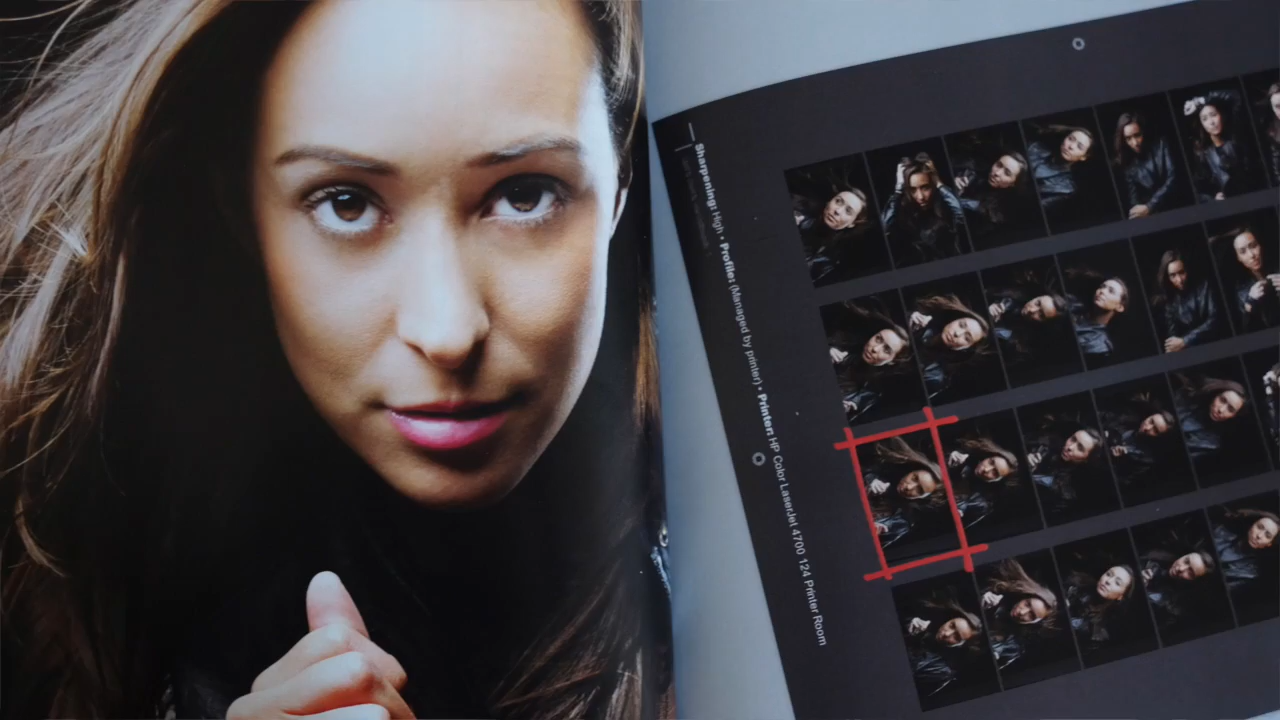 Sharpening: High • Profile: (Managed by printer) • Printer: HP Color LaserJet 4700 124 Printer Room